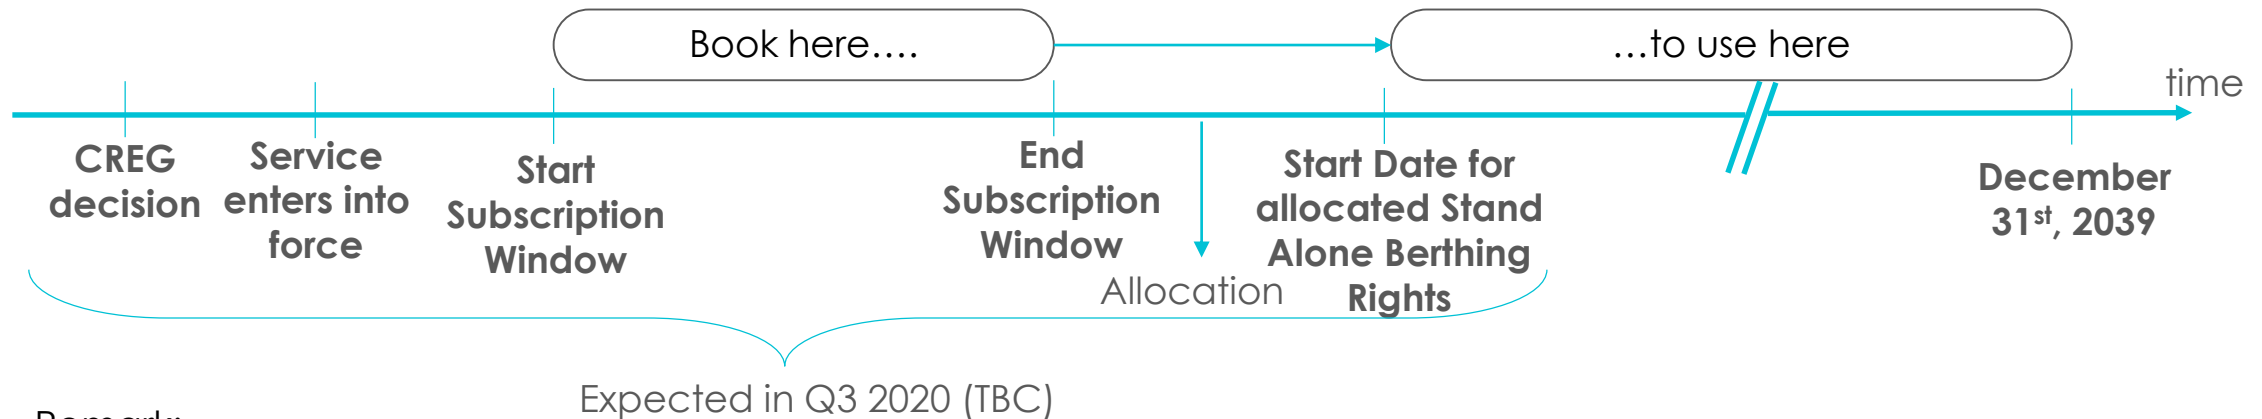 Book here….
…to use here
time
CREG
decision
Service
enters into
force
Start
Subscription
Window
End
Subscription
Window
Allocation
Start Date for
allocated Stand
Alone Berthing
Rights
December
31st, 2039
Expected in Q3 2020 (TBC)